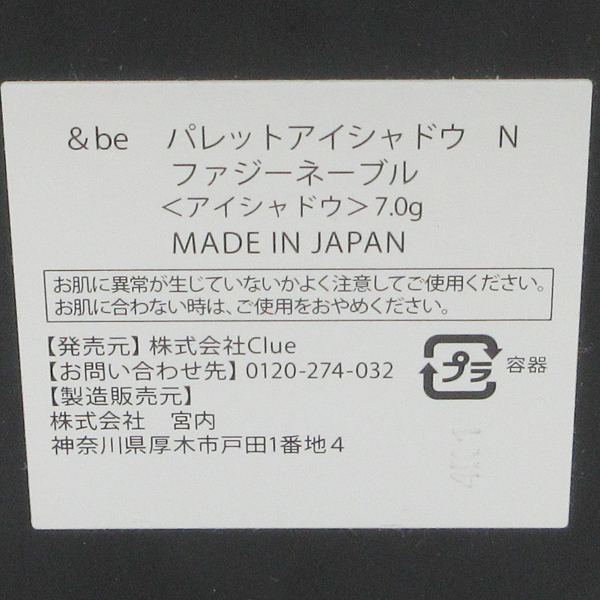 &be パレットアイシャドウ N
ファジーネーブル
<アイシャドウ>7.0g
MADE IN JAPAN
お肌に異常が生じていないかよく注意してご使用ください。
お肌に合わない時は、ご使用をおやめください。
【発売元】株式会社Clue
【お問い合わせ先】0120-274-032
【製造販売元】
株式会社 宮内
神奈川県厚木市戸田1番地4
プラ 容器